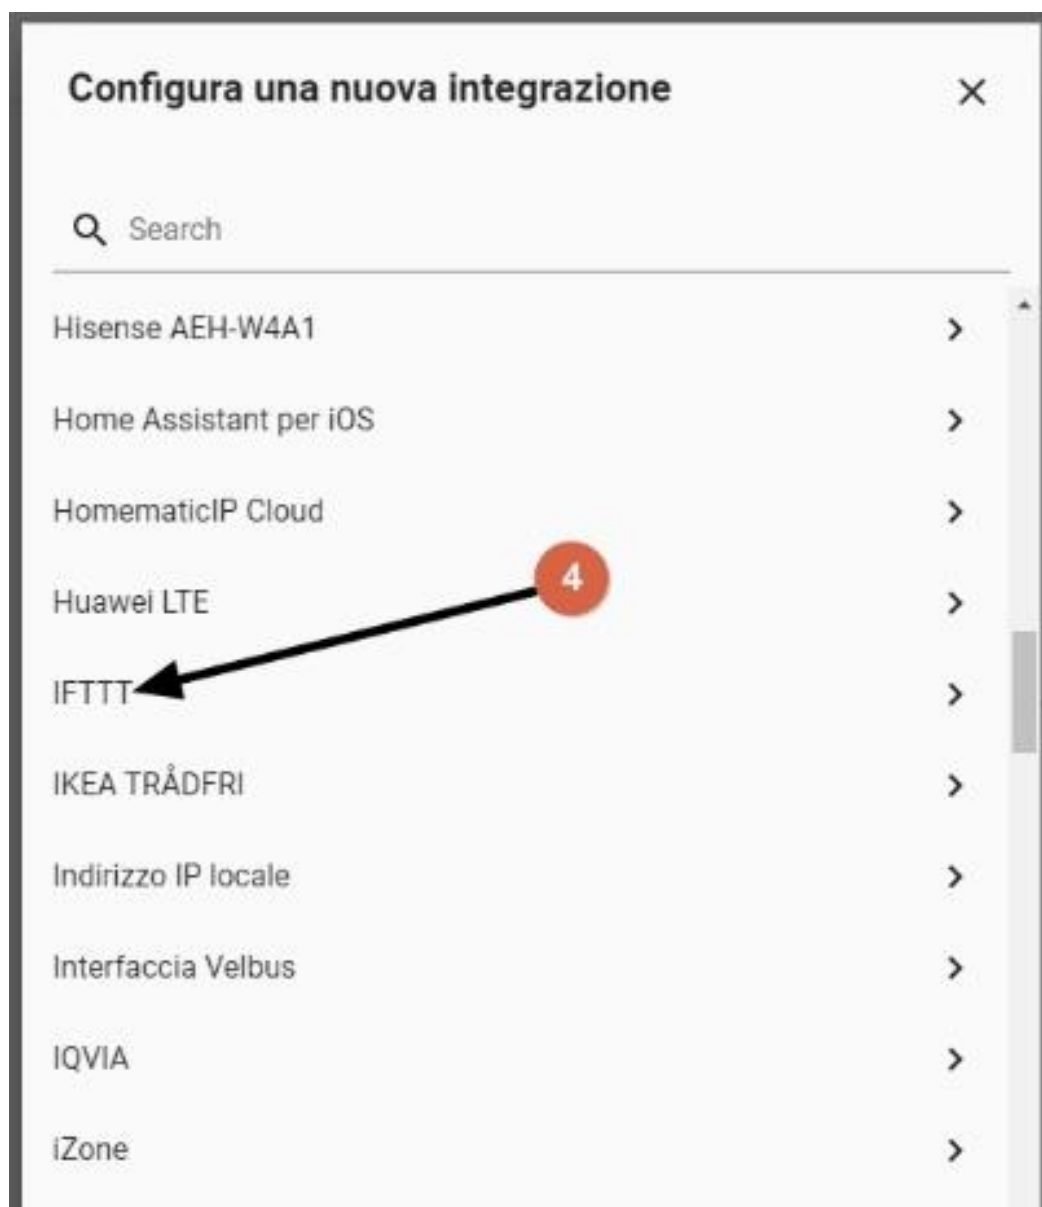 Configura una nuova integrazione
Search
Hisense AEH-W4A1
Home Assistant per iOS
HomematicIP Cloud
4
Huawei LTE
IFTTT
IKEA TRÅDFRI
Indirizzo IP locale
Interfaccia Velbus
IQVIA
iZone